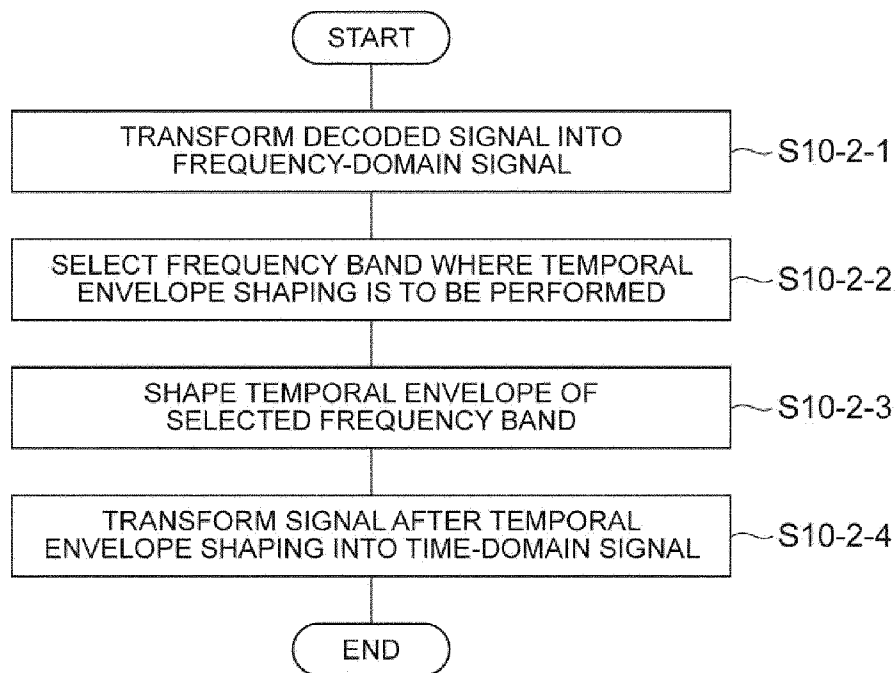 START
TRANSFORM DECODED SIGNAL INTO
FREQUENCY-DOMAIN SIGNAL
S10-2-1
SELECT FREQUENCY BAND WHERE TEMPORAL
ENVELOPE SHAPING IS TO BE PERFORMED
S10-2-2
SHAPE TEMPORAL ENVELOPE OF
SELECTED FREQUENCY BAND
S10-2-3
TRANSFORM SIGNAL AFTER TEMPORAL
ENVELOPE SHAPING INTO TIME-DOMAIN SIGNAL
S10-2-4
END